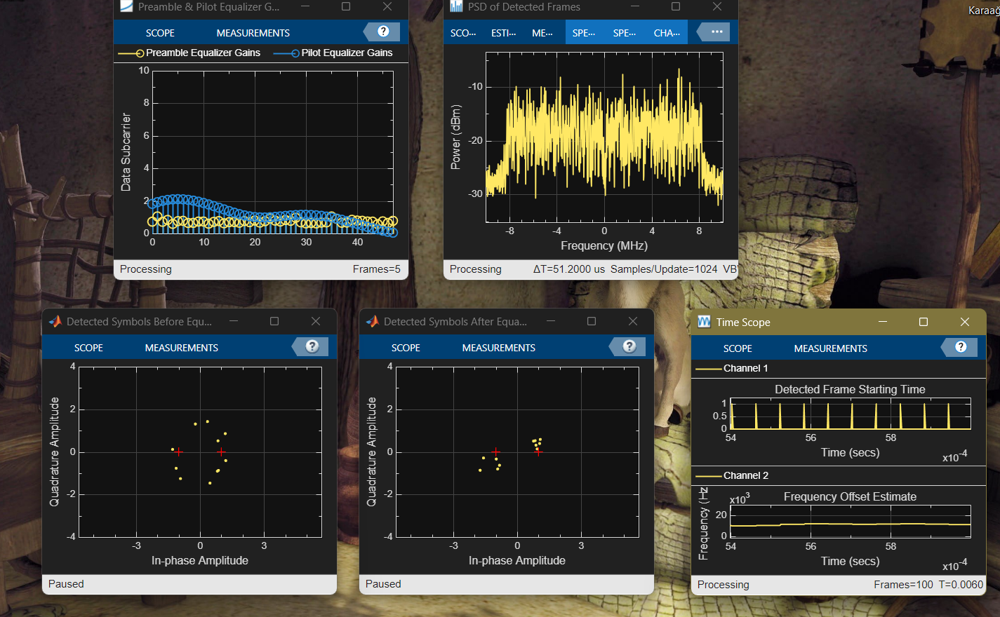 Preamble & Pilot Equalizer G...
SCOPE MEASUREMENTS ?
Preamble Equalizer Gains Pilot Equalizer Gains
Data Subcarrier
10
8
6
4
2
0
0 10 20 30 40
Processing Frames=5
PSD of Detected Frames
SCO... ESTI... ME... SPE... SPE... CHA... ...
Power (dBm)
-10
-20
-30
-8 -4 0 4 8
Frequency (MHz)
Processing ΔT=51.2000 us Samples/Update=1024
Detected Symbols Before Equ...
SCOPE MEASUREMENTS ?
Quadrature Amplitude
4
2
0
-2
-4
-3 0 3
In-phase Amplitude
Paused
Detected Symbols After Equa...
SCOPE MEASUREMENTS ?
Quadrature Amplitude
4
2
0
-2
-4
-3 0 3
In-phase Amplitude
Paused
Time Scope
SCOPE MEASUREMENTS ?
Channel 1
Detected Frame Starting Time
1
0.5
0
54 56 58
Time (secs)
x10⁻⁴
Channel 2
Frequency Offset Estimate
x10³
Frequency (Hz
20
0
54 56 58
Time (secs)
x10⁻⁴
Processing Frames=100 T=0.0060